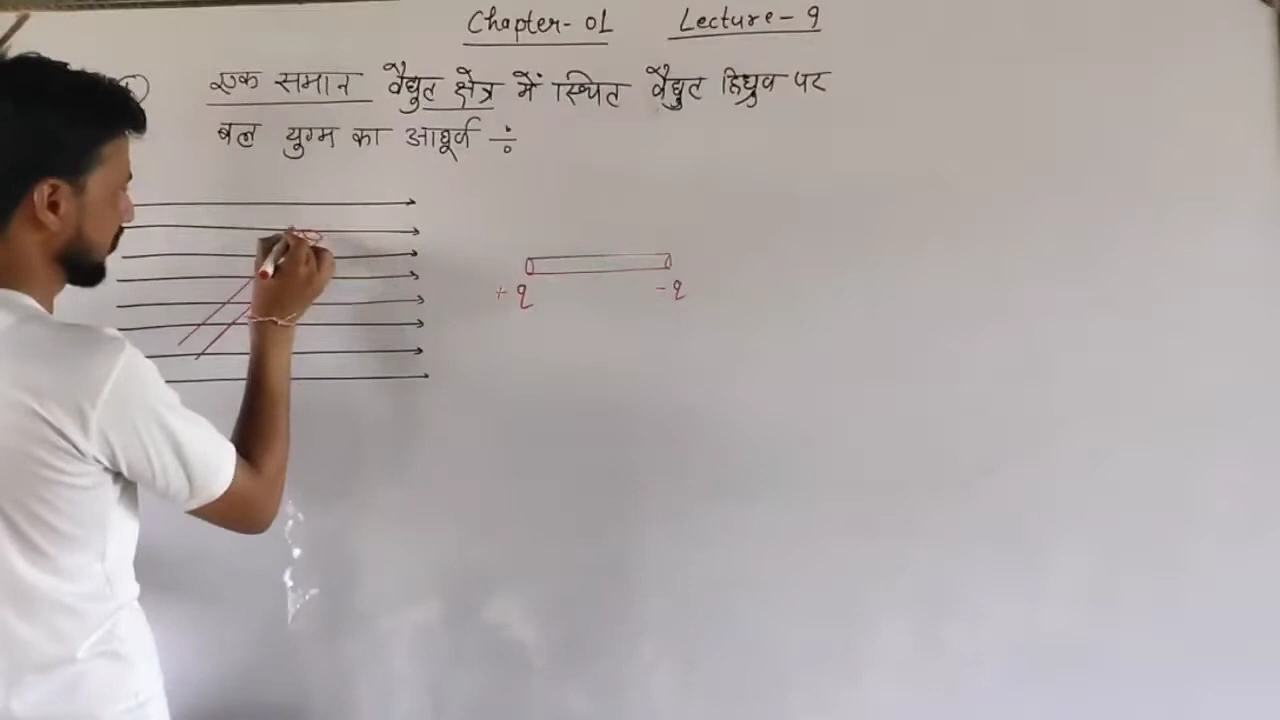 Chapter-01 Lecture-9
एक समान वैद्युत क्षेत्र में स्थित वैद्युत द्विध्रुव पर
बल युग्म का आघूर्ण ÷
+q -q